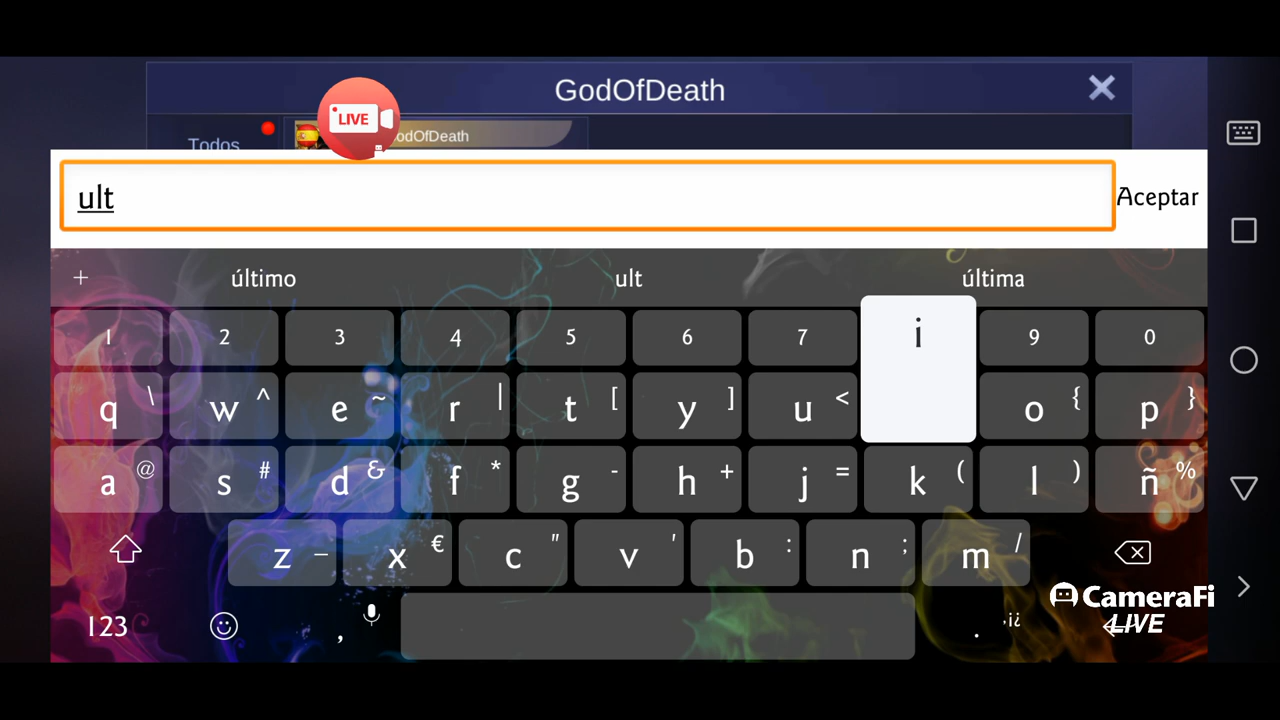 GodOfDeath
LIVE
Todos
odOfDeath
ult
Aceptar
+ último ult última
1 2 3 4 5 6 7 i 9 0
q \ w ^ e ~ r | t [ y ] u < o { p }
a @ s # d & f * g - h + j = k ( l ) ñ %
z _ x € c " v ' b : n ; m /
CameraFi
LIVE
123 , . ,i¿